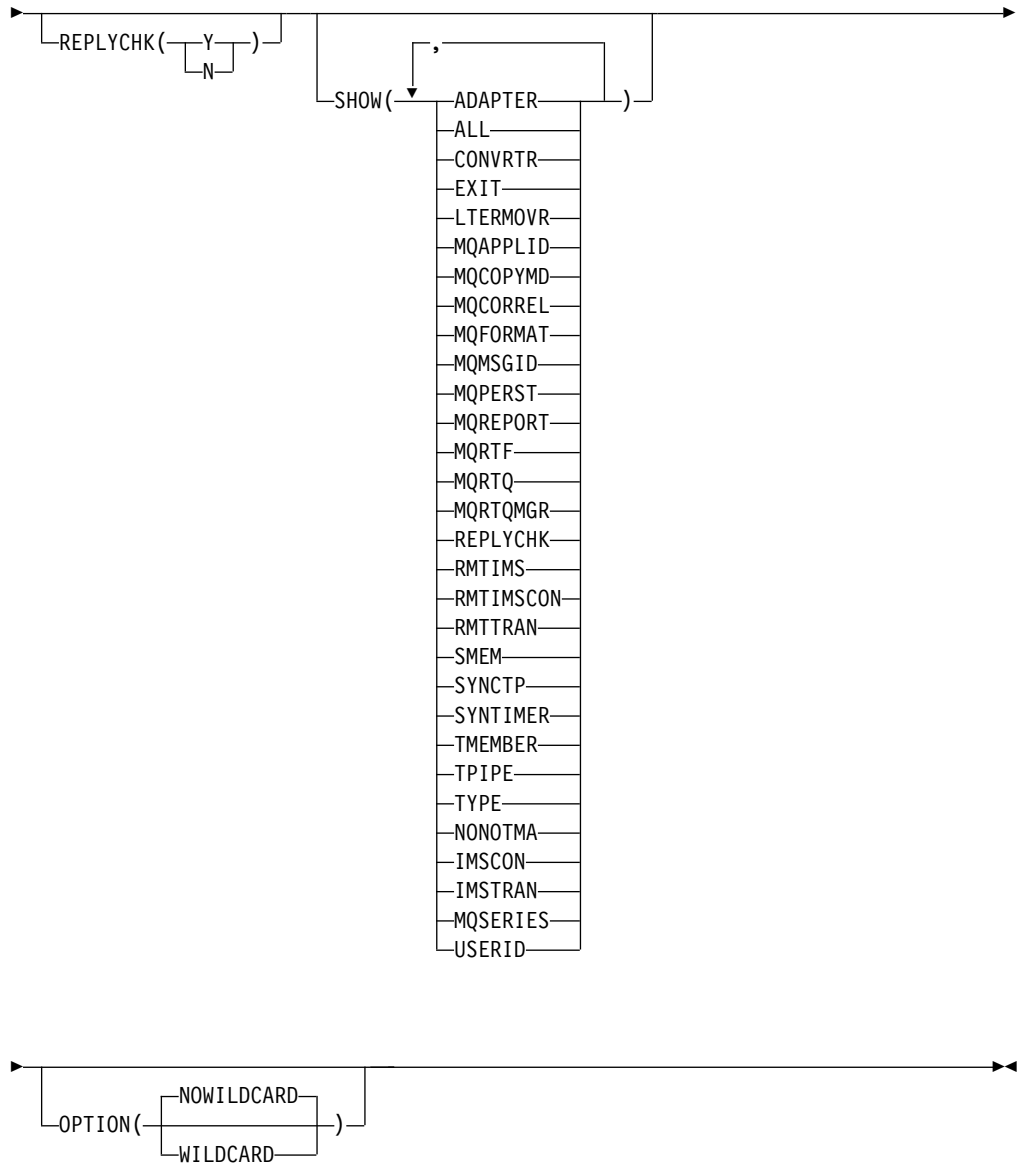 REPLYCHK( Y )
N
,
SHOW( ADAPTER )
ALL
CONVRTR
EXIT
LTERMOVR
MQAPPLID
MQCOPYMD
MQCORREL
MQFORMAT
MQMSGID
MQPERST
MQREPORT
MQRTF
MQRTQ
MQRTQMGR
REPLYCHK
RMTIMS
RMTIMSCON
RMTTRAN
SMEM
SYNCTP
SYNTIMER
TMEMBER
TPIPE
TYPE
NONOTMA
IMSCON
IMSTRAN
MQSERIES
USERID
NOWILDCARD
OPTION( )
WILDCARD